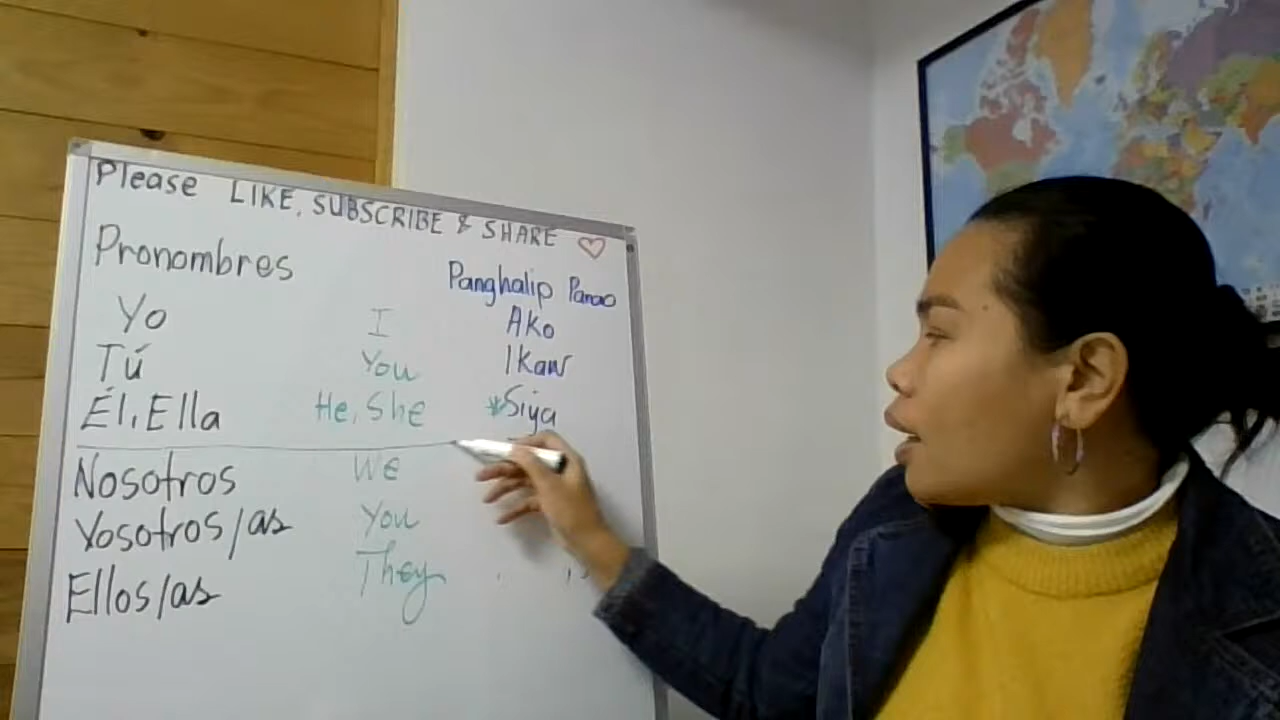 Please LIKE, SUBSCRIBE & SHARE
Pronombres Panghalip Panao
Yo I Ako
Tú You Ikaw
Él, Ella He, She *Siya
Nosotros We
Vosotros/as You
Ellos/as They